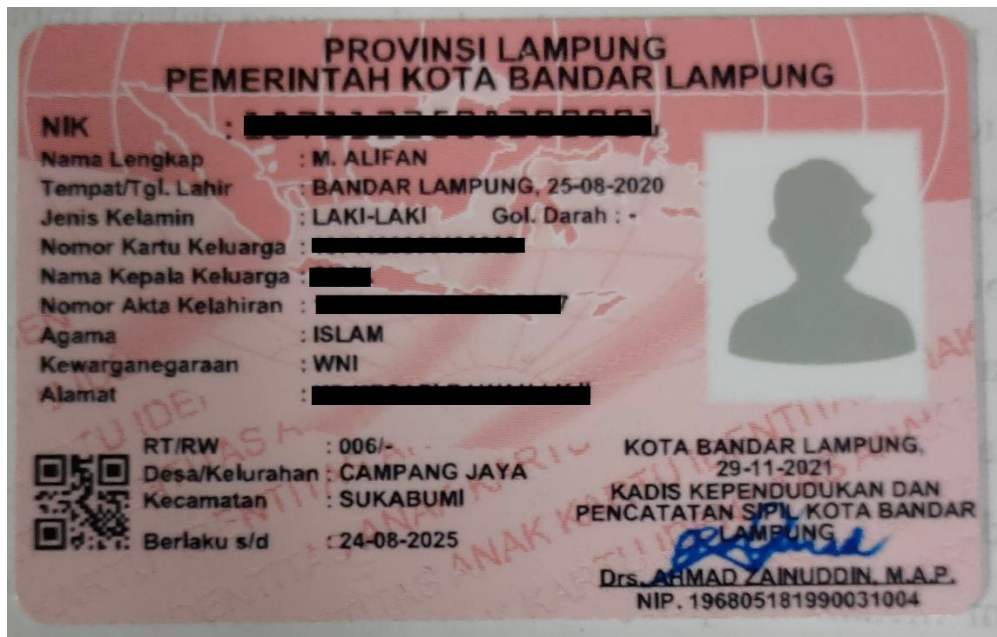 PROVINSI LAMPUNG
PEMERINTAH KOTA BANDAR LAMPUNG
NIK :
Nama Lengkap : M. ALIFAN
Tempat/Tgl. Lahir : BANDAR LAMPUNG, 25-08-2020
Jenis Kelamin : LAKI-LAKI Gol. Darah : -
Nomor Kartu Keluarga :
Nama Kepala Keluarga :
Nomor Akta Kelahiran :
Agama : ISLAM
Kewarganegaraan : WNI
Alamat :
RT/RW : 006/-
Desa/Kelurahan : CAMPANG JAYA
Kecamatan : SUKABUMI
Berlaku s/d : 24-08-2025
KOTA BANDAR LAMPUNG,
29-11-2021
KADIS KEPENDUDUKAN DAN
PENCATATAN SIPIL KOTA BANDAR
LAMPUNG
Drs. AHMAD ZAINUDDIN, M.A.P.
NIP. 196805181990031004